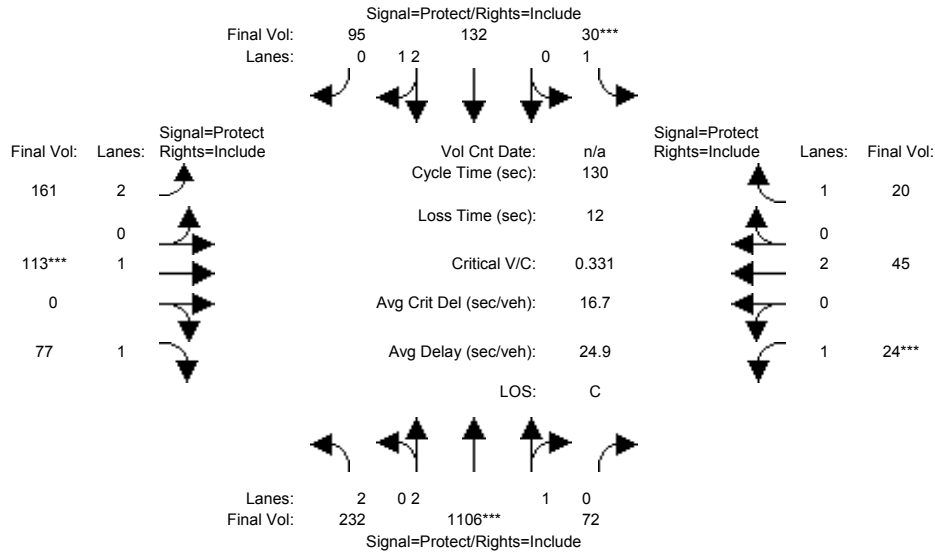 Signal=Protect/Rights=Include
Final Vol: 95 132 30***
Lanes: 0 1 2 0 1
Signal=Protect Signal=Protect
Final Vol: Lanes: Rights=Include Vol Cnt Date: n/a Rights=Include Lanes: Final Vol:
Cycle Time (sec): 130
161 2 1 20
Loss Time (sec): 12
0 0
113*** 1 Critical V/C: 0.331 2 45
0 Avg Crit Del (sec/veh): 16.7 0
77 1 Avg Delay (sec/veh): 24.9 1 24***
LOS: C
Lanes: 2 0 2 1 0
Final Vol: 232 1106*** 72
Signal=Protect/Rights=Include